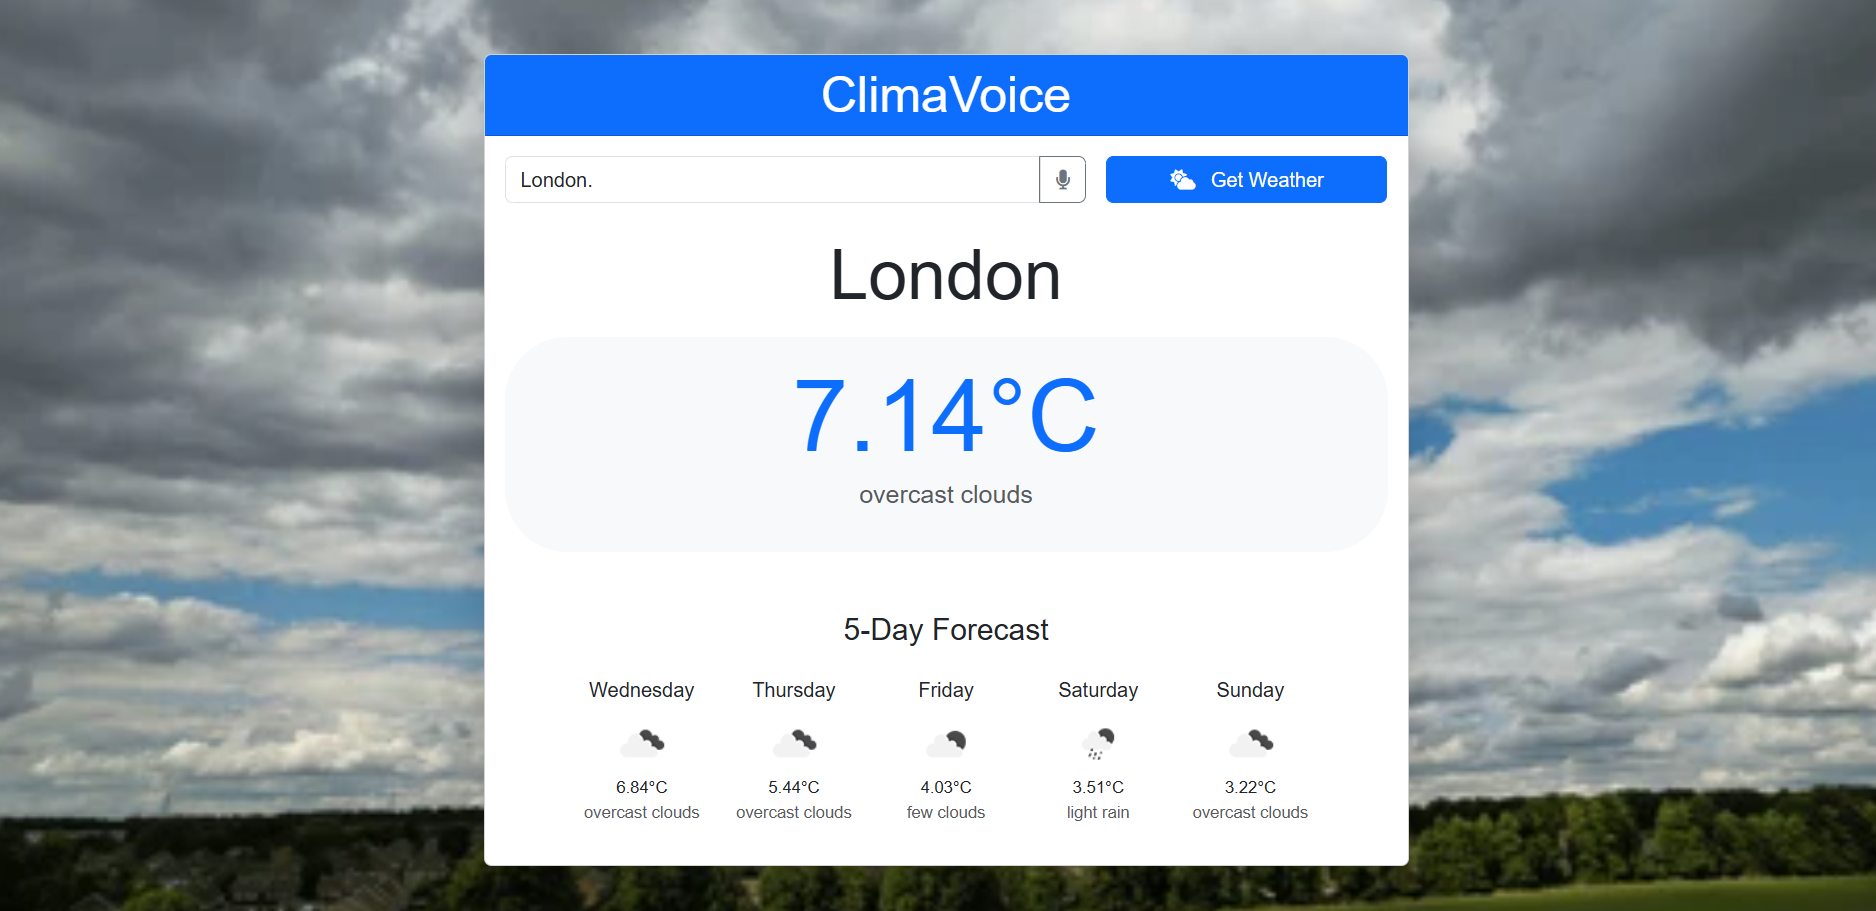 ClimaVoice
London.
Get Weather
London
7.14°C
overcast clouds
5-Day Forecast
Wednesday Thursday Friday Saturday Sunday
6.84°C 5.44°C 4.03°C 3.51°C 3.22°C
overcast clouds overcast clouds few clouds light rain overcast clouds